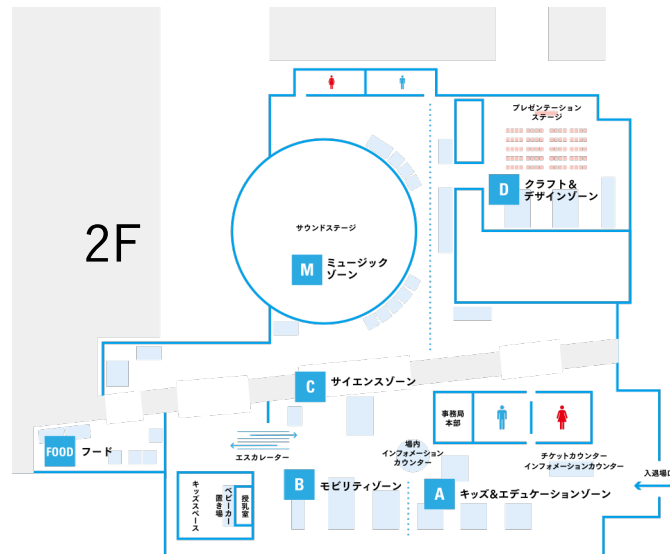 プレゼンテーション
ステージ
D
クラフト＆
デザインゾーン
2F
サウンドステージ
M
ミュージック
ゾーン
C
サイエンスゾーン
事務局
本部
FOOD
フード
エスカレーター
場内
インフォメーション
カウンター
チケットカウンター
インフォメーションカウンター
入退場口
B
モビリティゾーン
A
キッズ&エデュケーションゾーン
キッズスペース
ベビーカー
置き場
授乳室